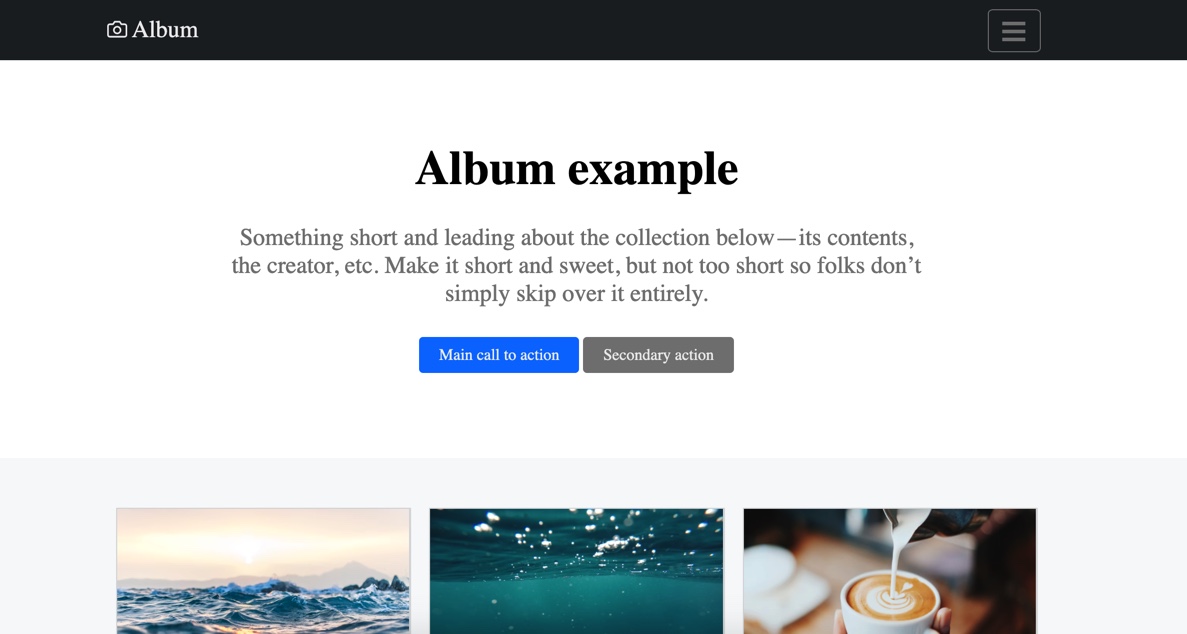 Album
Album example
Something short and leading about the collection below—its contents,
the creator, etc. Make it short and sweet, but not too short so folks don’t
simply skip over it entirely.
Main call to action
Secondary action